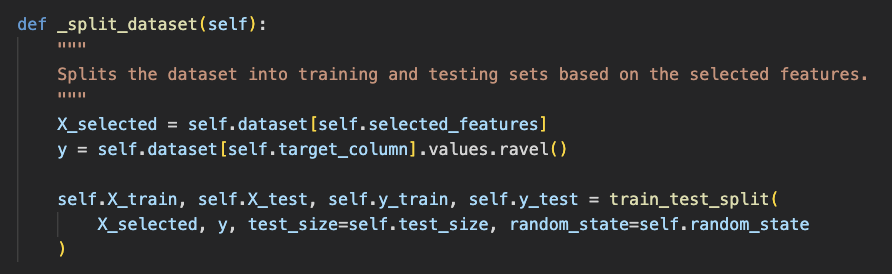 def _split_dataset(self):
    """
    Splits the dataset into training and testing sets based on the selected features.
    """
    X_selected = self.dataset[self.selected_features]
    y = self.dataset[self.target_column].values.ravel()

    self.X_train, self.X_test, self.y_train, self.y_test = train_test_split(
        X_selected, y, test_size=self.test_size, random_state=self.random_state
    )